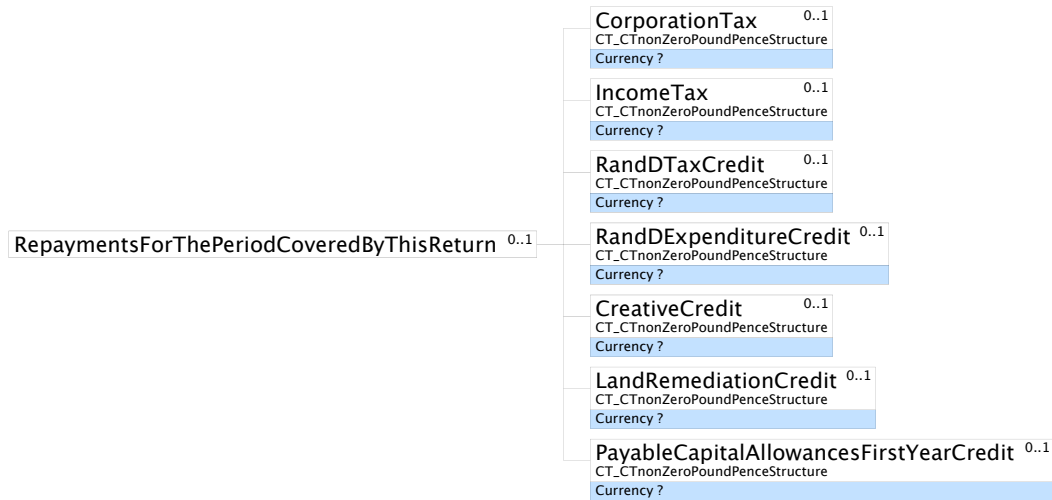 CorporationTax 0..1
CT_CTnonZeroPoundPenceStructure
Currency ?
IncomeTax 0..1
CT_CTnonZeroPoundPenceStructure
Currency ?
RandDTaxCredit 0..1
CT_CTnonZeroPoundPenceStructure
Currency ?
RepaymentsForThePeriodCoveredByThisReturn 0..1
RandDExpenditureCredit 0..1
CT_CTnonZeroPoundPenceStructure
Currency ?
CreativeCredit 0..1
CT_CTnonZeroPoundPenceStructure
Currency ?
LandRemediationCredit 0..1
CT_CTnonZeroPoundPenceStructure
Currency ?
PayableCapitalAllowancesFirstYearCredit 0..1
CT_CTnonZeroPoundPenceStructure
Currency ?